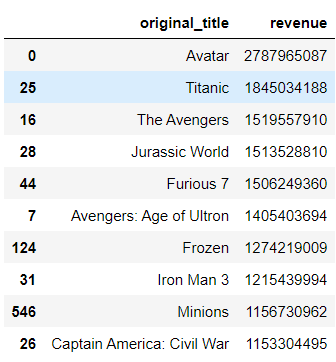 original_title revenue
0 Avatar 2787965087
25 Titanic 1845034188
16 The Avengers 1519557910
28 Jurassic World 1513528810
44 Furious 7 1506249360
7 Avengers: Age of Ultron 1405403694
124 Frozen 1274219009
31 Iron Man 3 1215439994
546 Minions 1156730962
26 Captain America: Civil War 1153304495